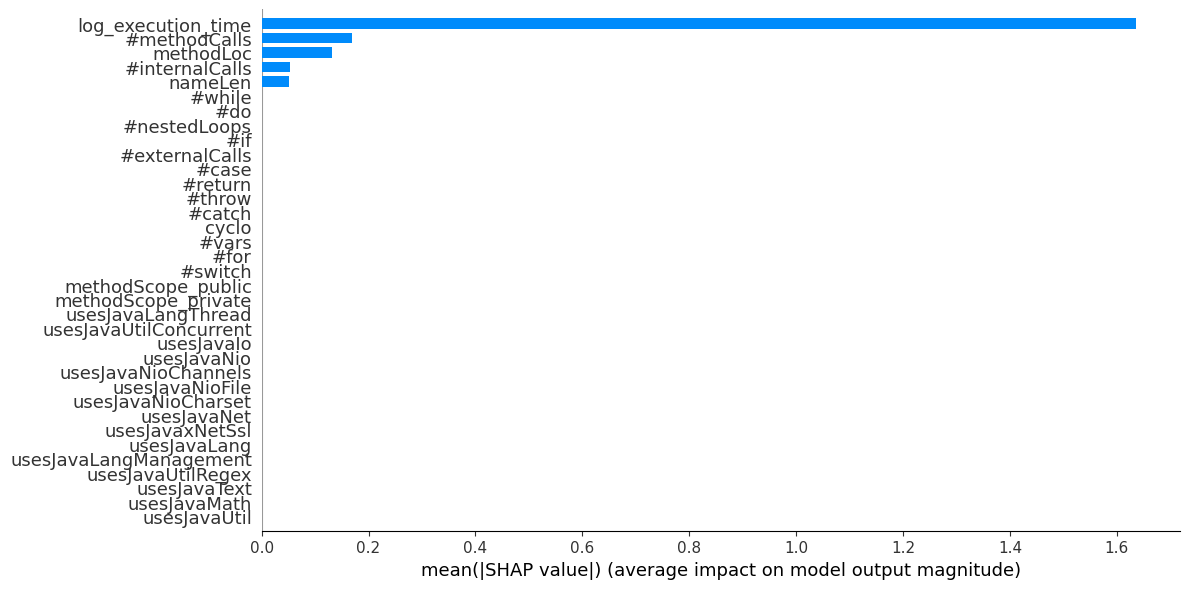 log_execution_time
#methodCalls
methodLoc
#internalCalls
nameLen
#while
#do
#nestedLoops
#if
#externalCalls
#case
#return
#throw
#catch
cyclo
#vars
#for
#switch
methodScope_public
methodScope_private
usesJavaLangThread
usesJavaUtilConcurrent
usesJavaIo
usesJavaNio
usesJavaNioChannels
usesJavaNioFile
usesJavaNioCharset
usesJavaNet
usesJavaxNetSsl
usesJavaLang
usesJavaLangManagement
usesJavaUtilRegex
usesJavaText
usesJavaMath
usesJavaUtil
0.0 0.2 0.4 0.6 0.8 1.0 1.2 1.4 1.6
mean(|SHAP value|) (average impact on model output magnitude)